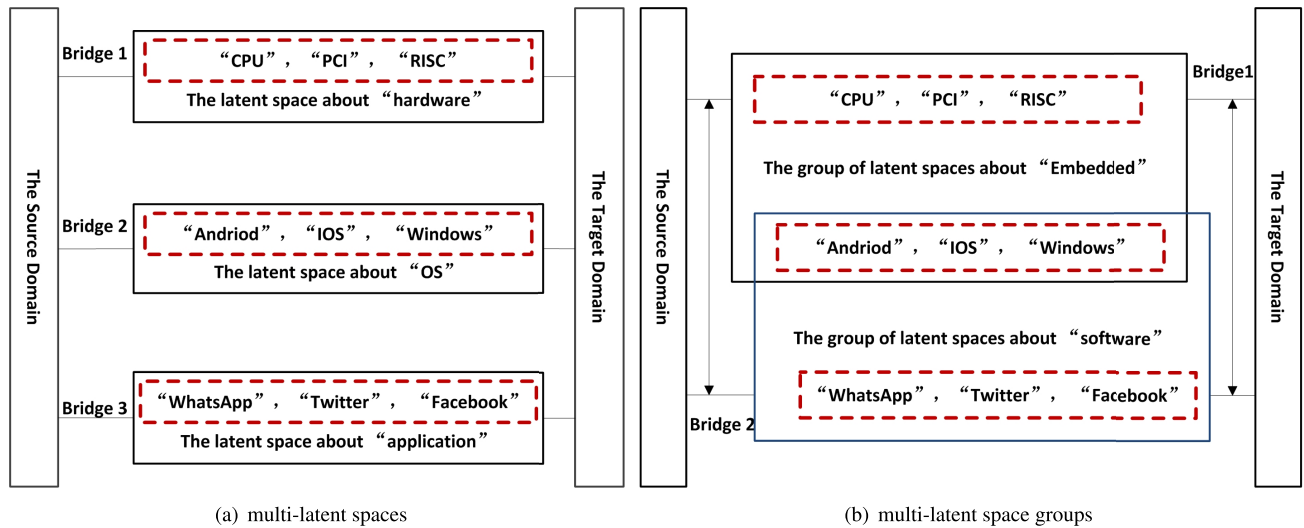 Bridge 1
“CPU”, “PCI”, “RISC”
The latent space about “hardware”
The Source Domain
Bridge 2
“Andriod”, “IOS”, “Windows”
The latent space about “OS”
The Target Domain
Bridge 3
“WhatsApp”, “Twitter”, “Facebook”
The latent space about “application”
(a) multi-latent spaces
Bridge1
“CPU”, “PCI”, “RISC”
The group of latent spaces about “Embedded”
The Source Domain
“Andriod”, “IOS”, “Windows”
The Target Domain
The group of latent spaces about “software”
“WhatsApp”, “Twitter”, “Facebook”
Bridge 2
(b) multi-latent space groups